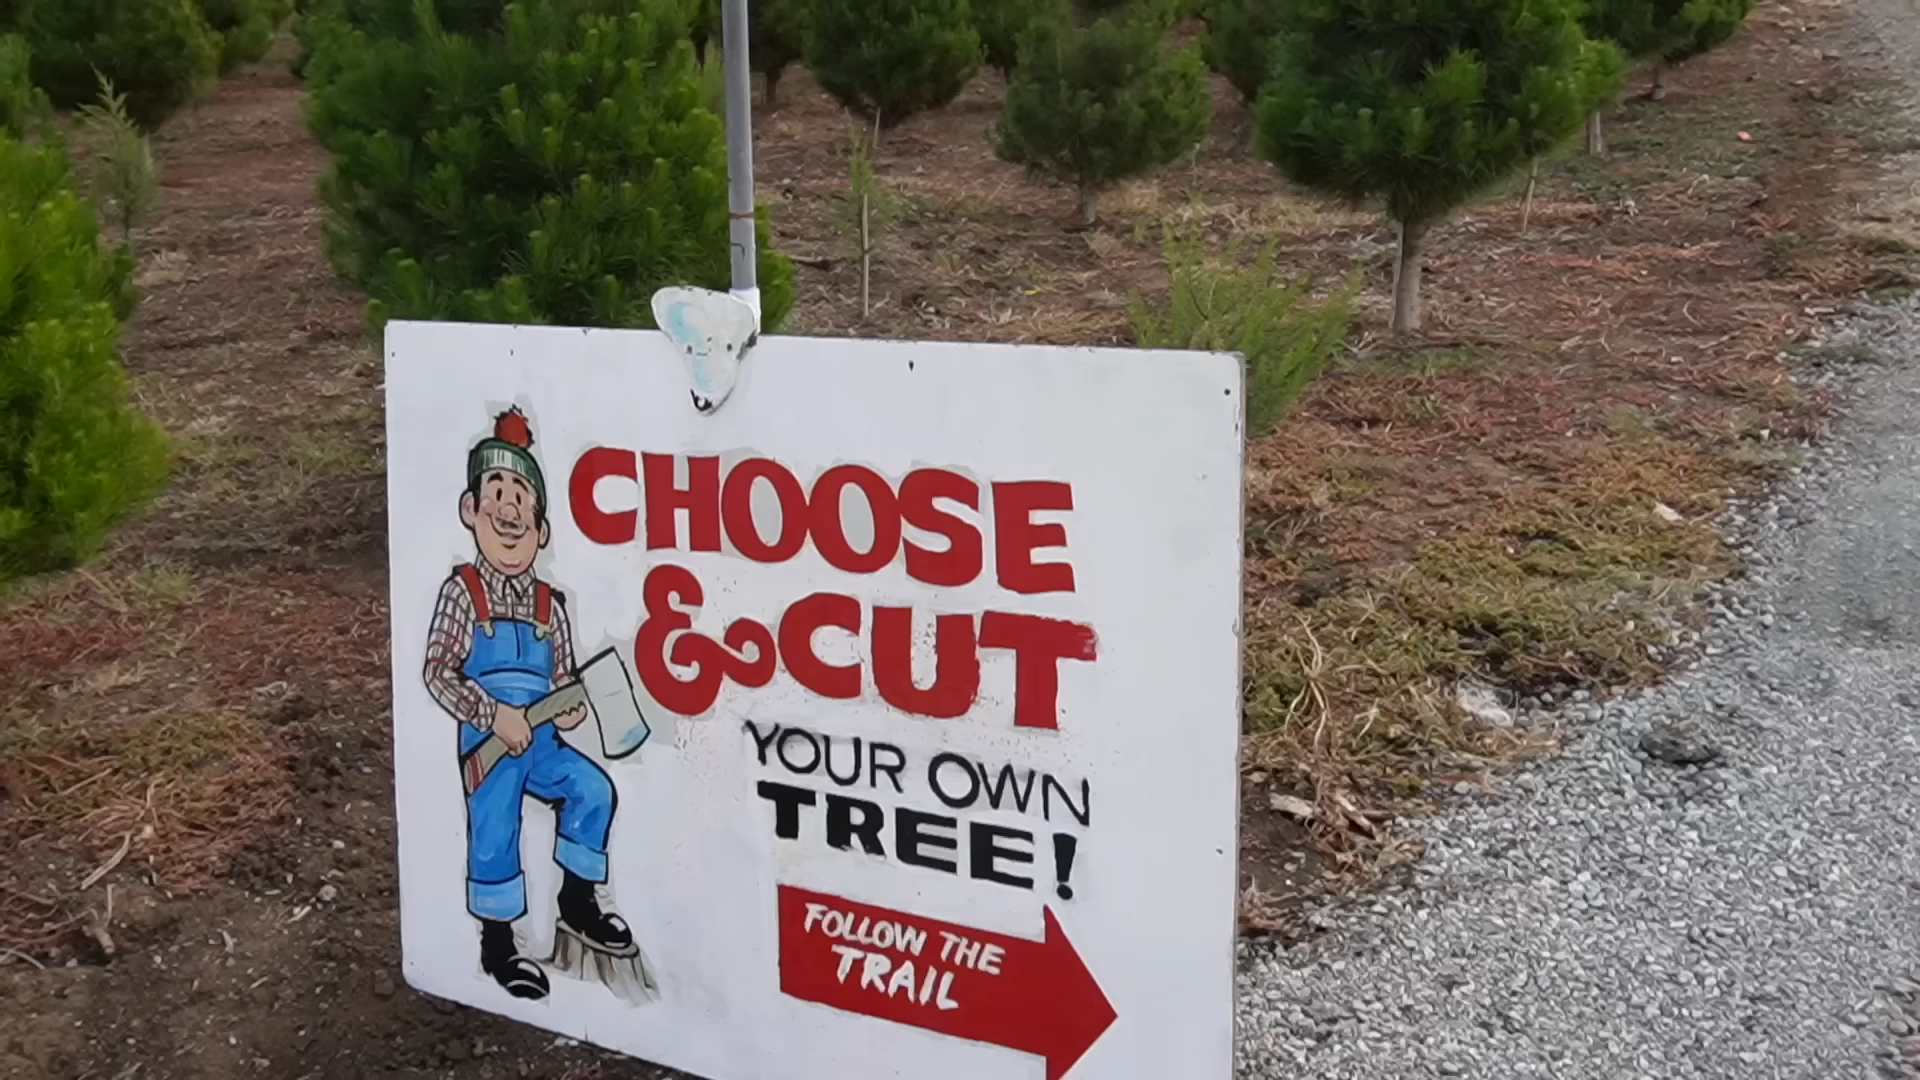 CHOOSE
& CUT
YOUR OWN
TREE!
FOLLOW THE
TRAIL